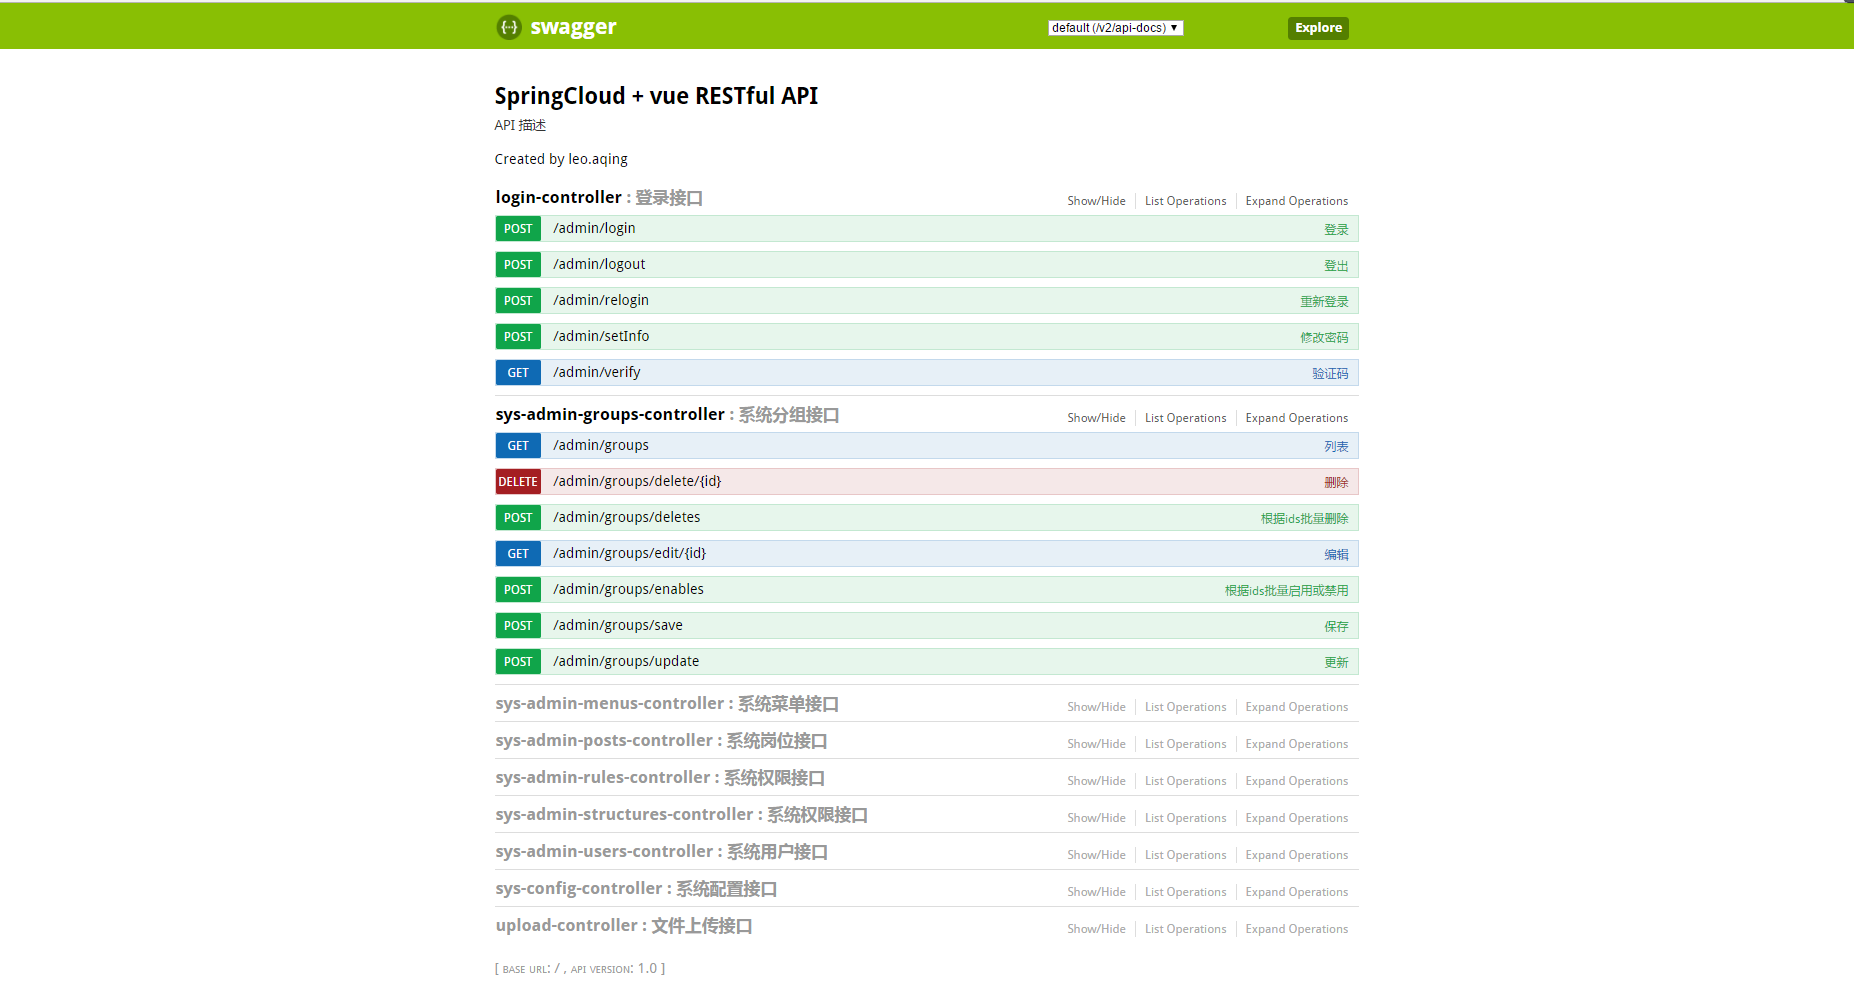 swagger default (/v2/api-docs) ▼ Explore
SpringCloud + vue RESTful API
API 描述
Created by leo.aqing
login-controller : 登录接口 Show/Hide List Operations Expand Operations
POST /admin/login 登录
POST /admin/logout 登出
POST /admin/relogin 重新登录
POST /admin/setInfo 修改密码
GET /admin/verify 验证码
sys-admin-groups-controller : 系统分组接口 Show/Hide List Operations Expand Operations
GET /admin/groups 列表
DELETE /admin/groups/delete/{id} 删除
POST /admin/groups/deletes 根据ids批量删除
GET /admin/groups/edit/{id} 编辑
POST /admin/groups/enables 根据ids批量启用或禁用
POST /admin/groups/save 保存
POST /admin/groups/update 更新
sys-admin-menus-controller : 系统菜单接口 Show/Hide List Operations Expand Operations
sys-admin-posts-controller : 系统岗位接口 Show/Hide List Operations Expand Operations
sys-admin-rules-controller : 系统权限接口 Show/Hide List Operations Expand Operations
sys-admin-structures-controller : 系统权限接口 Show/Hide List Operations Expand Operations
sys-admin-users-controller : 系统用户接口 Show/Hide List Operations Expand Operations
sys-config-controller : 系统配置接口 Show/Hide List Operations Expand Operations
upload-controller : 文件上传接口 Show/Hide List Operations Expand Operations
[ BASE URL: / , API VERSION: 1.0 ]